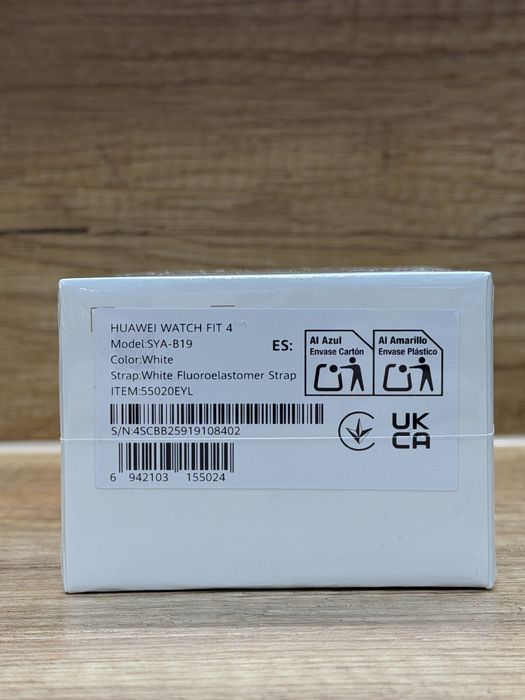 HUAWEI WATCH FIT 4
Model:SYA-B19
Color:White
Strap:White Fluoroelastomer Strap
ITEM:55020EYL
S/N:4SCBB25919108402
6 942103 155024
ES:
Al Azul
Envase Cartón
Al Amarillo
Envase Plástico
UK
CA